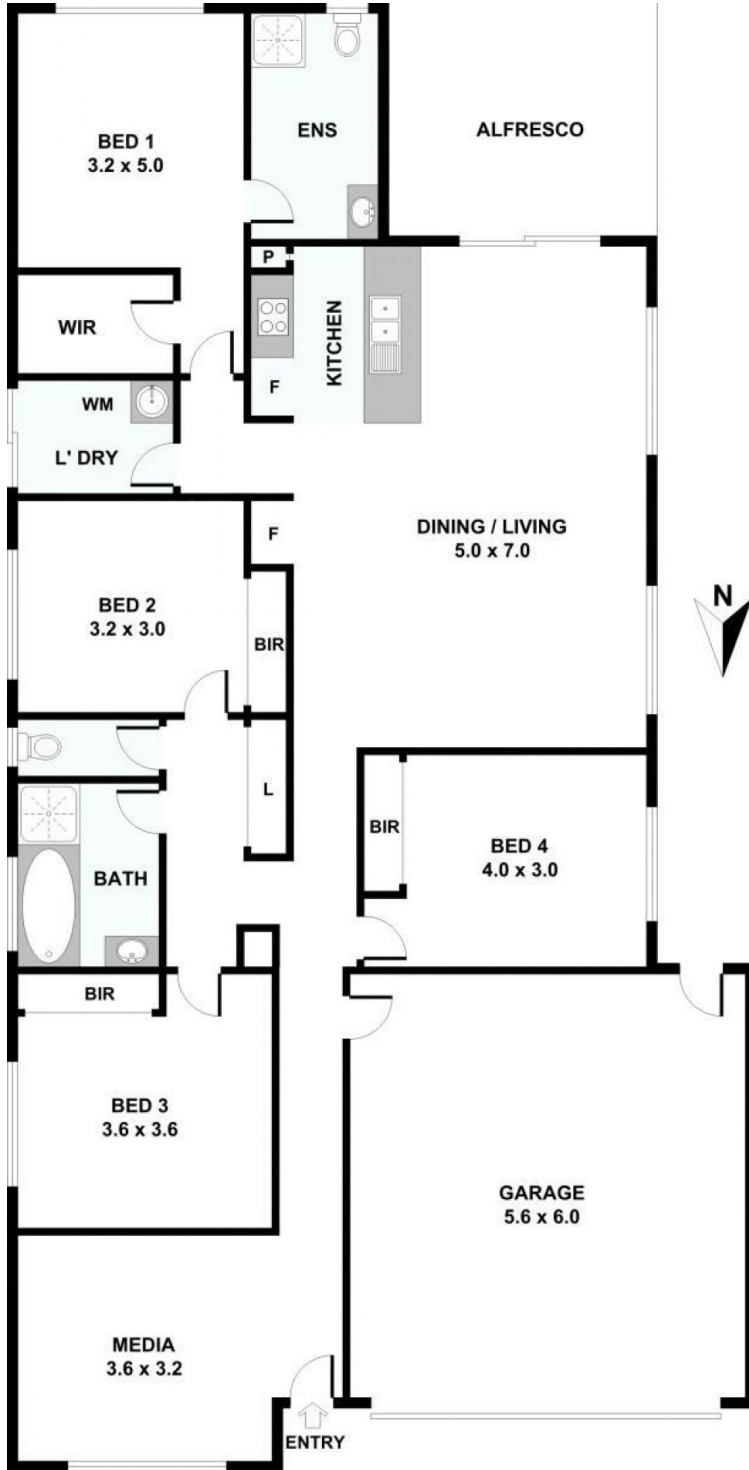 BED 1
3.2 x 5.0
ENS
ALFRESCO
P
WIR
KITCHEN
F
WM
L' DRY
F
DINING / LIVING
5.0 x 7.0
BED 2
3.2 x 3.0
BIR
N
L
BIR
BED 4
4.0 x 3.0
BATH
BIR
BED 3
3.6 x 3.6
GARAGE
5.6 x 6.0
MEDIA
3.6 x 3.2
ENTRY